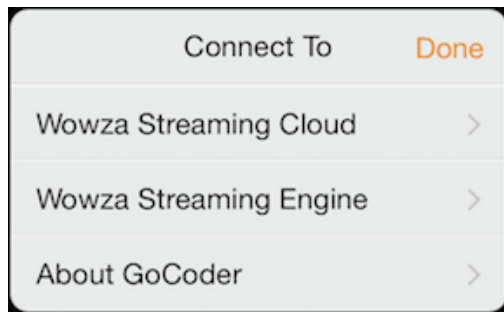 Connect To Done
Wowza Streaming Cloud
Wowza Streaming Engine
About GoCoder